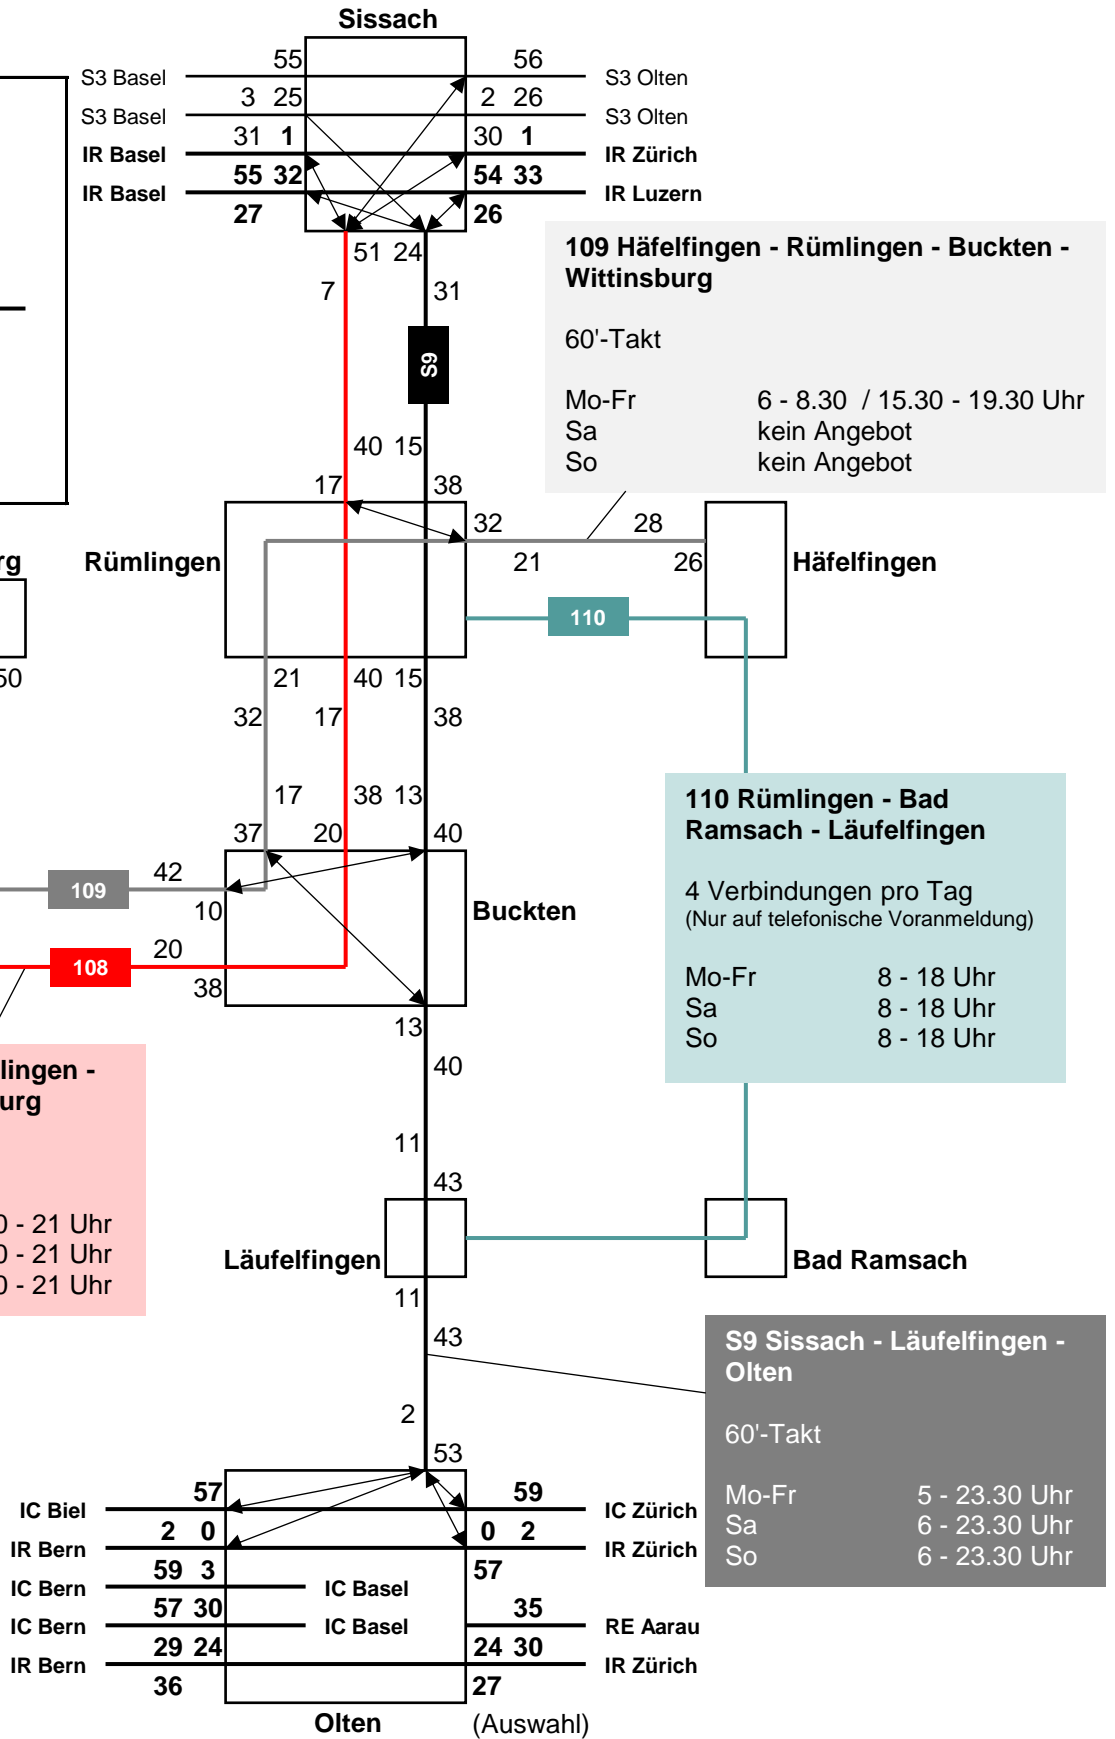 Sissach
55 56
S3 Basel S3 Olten
3 25 2 26
S3 Basel S3 Olten
31 1 30 1
IR Basel IR Zürich
55 32 54 33
IR Basel IR Luzern
27 26
51 24
7 31
S9
109 Häfelfingen - Rümlingen - Buckten -
Wittinsburg
60'-Takt
Mo-Fr 6 - 8.30 / 15.30 - 19.30 Uhr
Sa kein Angebot
So kein Angebot
40 15
17 38
32 28
rg Rümlingen 21 26 Häfelfingen
110
50
21 40 15
32 17 38
17 38 13
37 20 40
42
109
10 Buckten
20
108
38
13
40
110 Rümlingen - Bad
Ramsach - Läufelfingen
4 Verbindungen pro Tag
(Nur auf telefonische Voranmeldung)
Mo-Fr 8 - 18 Uhr
Sa 8 - 18 Uhr
So 8 - 18 Uhr
lingen -
urg
0 - 21 Uhr
0 - 21 Uhr
0 - 21 Uhr
11
43
Läufelfingen Bad Ramsach
11
43
S9 Sissach - Läufelfingen -
Olten
60'-Takt
Mo-Fr 5 - 23.30 Uhr
Sa 6 - 23.30 Uhr
So 6 - 23.30 Uhr
2
53
57 59
IC Biel IC Zürich
2 0 0 2
IR Bern IR Zürich
59 3 57
IC Bern IC Basel
57 30 35
IC Bern IC Basel RE Aarau
29 24 24 30
IR Bern IR Zürich
36 27
Olten (Auswahl)